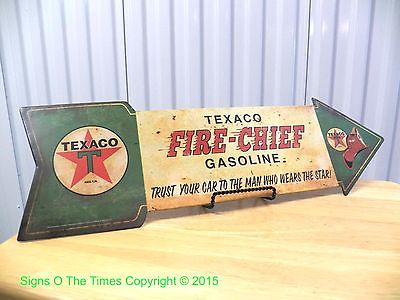 TEXACO
T
TEXACO
FIRE-CHIEF
GASOLINE
TRUST YOUR CAR TO THE MAN WHO WEARS THE STAR!
Signs O The Times Copyright © 2015